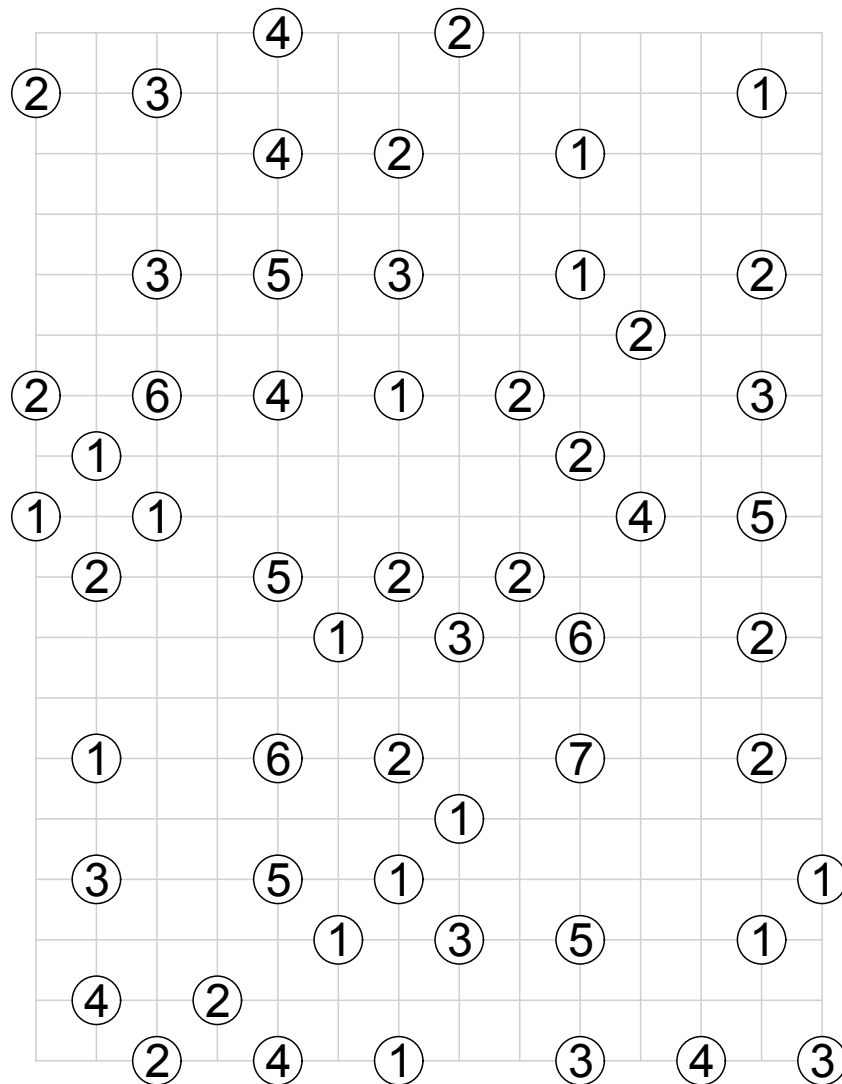 4 2
2 3 1
4 2 1
3 5 3 1 2
2
2 6 4 1 2 3
1 2
1 1 4 5
2 5 2 2
1 3 6 2
1 6 2 7 2
1
3 5 1 1
1 3 5 1
4 2
2 4 1 3 4 3